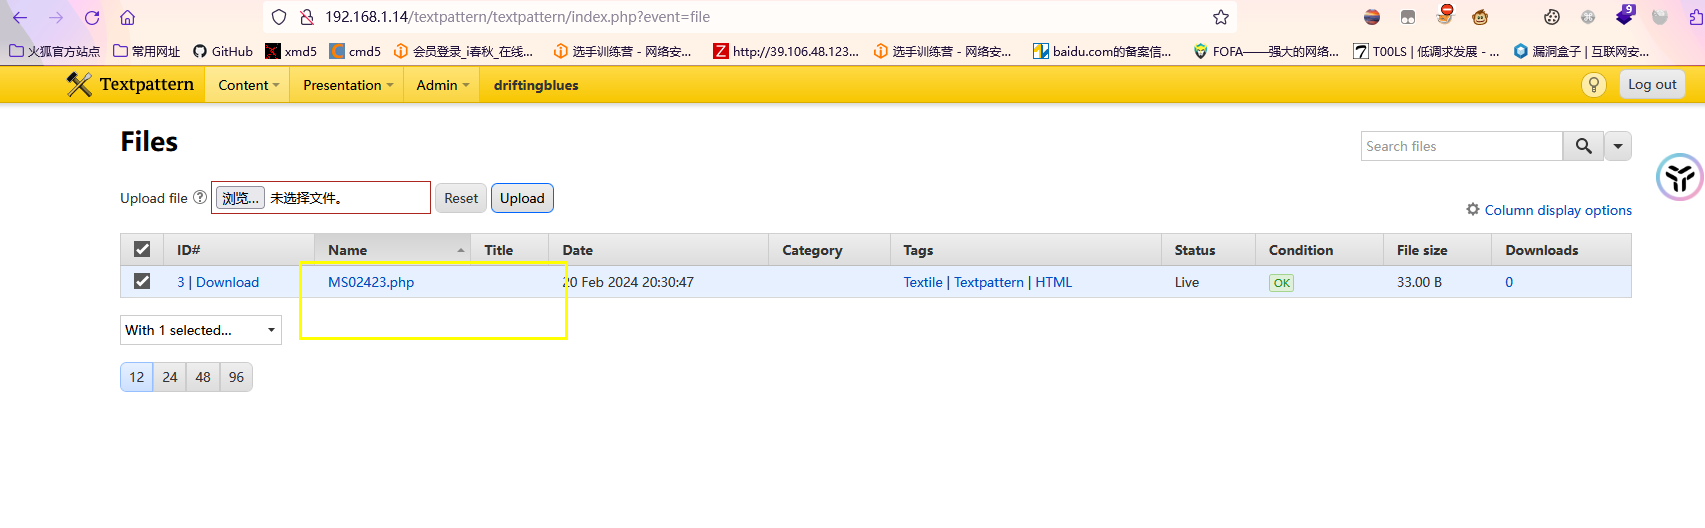 192.168.1.14/textpattern/textpattern/index.php?event=file
9
火狐官方站点 常用网址 GitHub xmd5 cmd5 会员登录_i春秋_在线... 选手训练营 - 网络安... http://39.106.48.123... 选手训练营 - 网络安... baidu.com的备案信... FOFA——强大的网络... T00LS | 低调求发展 - ... 漏洞盒子 | 互联网安...
Textpattern Content Presentation Admin driftingblues Log out
Files
Search files
Upload file ? 浏览... 未选择文件。 Reset Upload
Column display options
ID# Name Title Date Category Tags Status Condition File size Downloads
3 | Download MS02423.php 20 Feb 2024 20:30:47 Textile | Textpattern | HTML Live OK 33.00 B 0
With 1 selected...
12 24 48 96